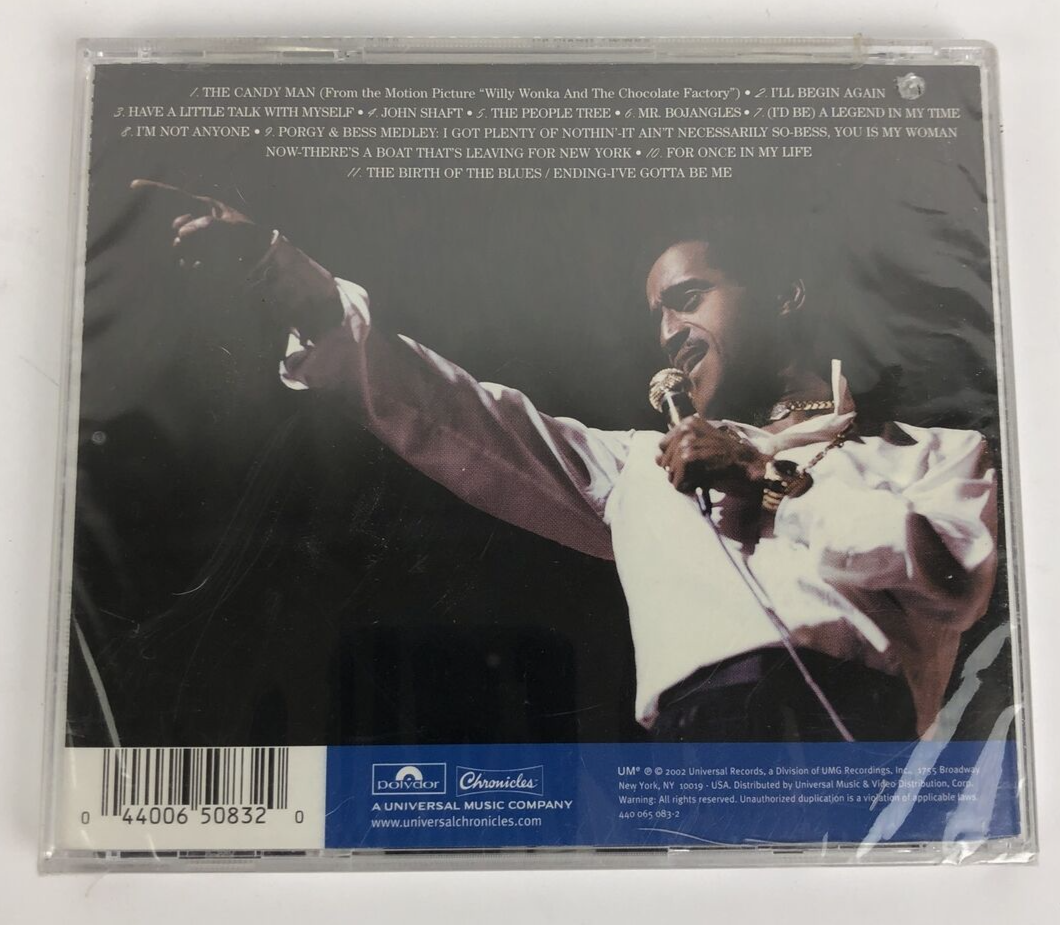 1. THE CANDY MAN (From the Motion Picture “Willy Wonka And The Chocolate Factory”) • 2. I'LL BEGIN AGAIN
3. HAVE A LITTLE TALK WITH MYSELF • 4. JOHN SHAFT • 5. THE PEOPLE TREE • 6. MR. BOJANGLES • 7. (I'D BE) A LEGEND IN MY TIME
8. I'M NOT ANYONE • 9. PORGY & BESS MEDLEY: I GOT PLENTY OF NOTHIN'-IT AIN'T NECESSARILY SO-BESS, YOU IS MY WOMAN
NOW-THERE'S A BOAT THAT'S LEAVING FOR NEW YORK • 10. FOR ONCE IN MY LIFE
11. THE BIRTH OF THE BLUES / ENDING-I'VE GOTTA BE ME
0 44006 50832 0
polydor Chronicles
A UNIVERSAL MUSIC COMPANY
www.universalchronicles.com
UM® ℗ © 2002 Universal Records, a Division of UMG Recordings, Inc., 1755 Broadway
New York, NY 10019 - USA. Distributed by Universal Music & Video Distribution, Corp.
Warning: All rights reserved. Unauthorized duplication is a violation of applicable laws.
440 065 083-2